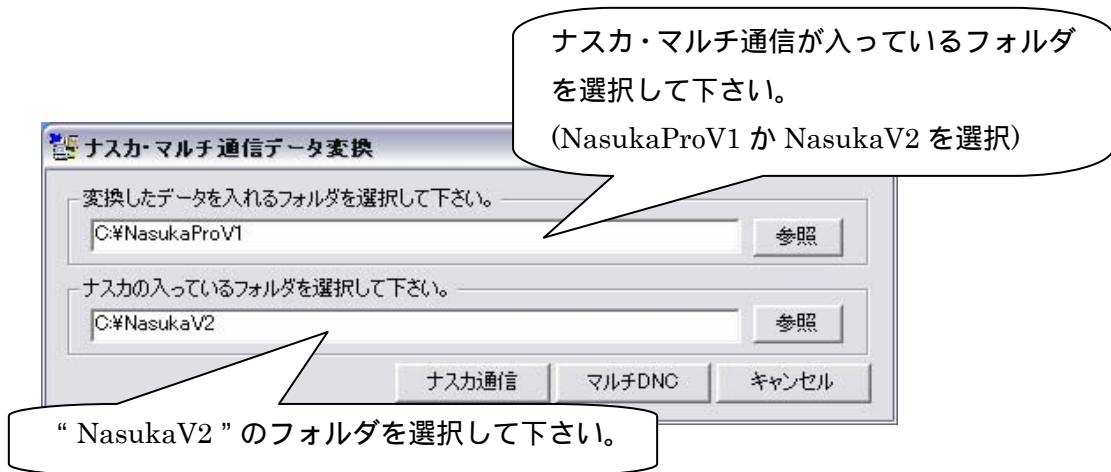 ナスカ・マルチ通信が入っているフォルダ
を選択して下さい。
(NasukaProV1 か NasukaV2 を選択)
ナスカ・マルチ通信データ変換
変換したデータを入れるフォルダを選択して下さい。
C:¥NasukaProV1
参照
ナスカの入っているフォルダを選択して下さい。
C:¥NasukaV2
参照
ナスカ通信
マルチDNC
キャンセル
“ NasukaV2 ” のフォルダを選択して下さい。